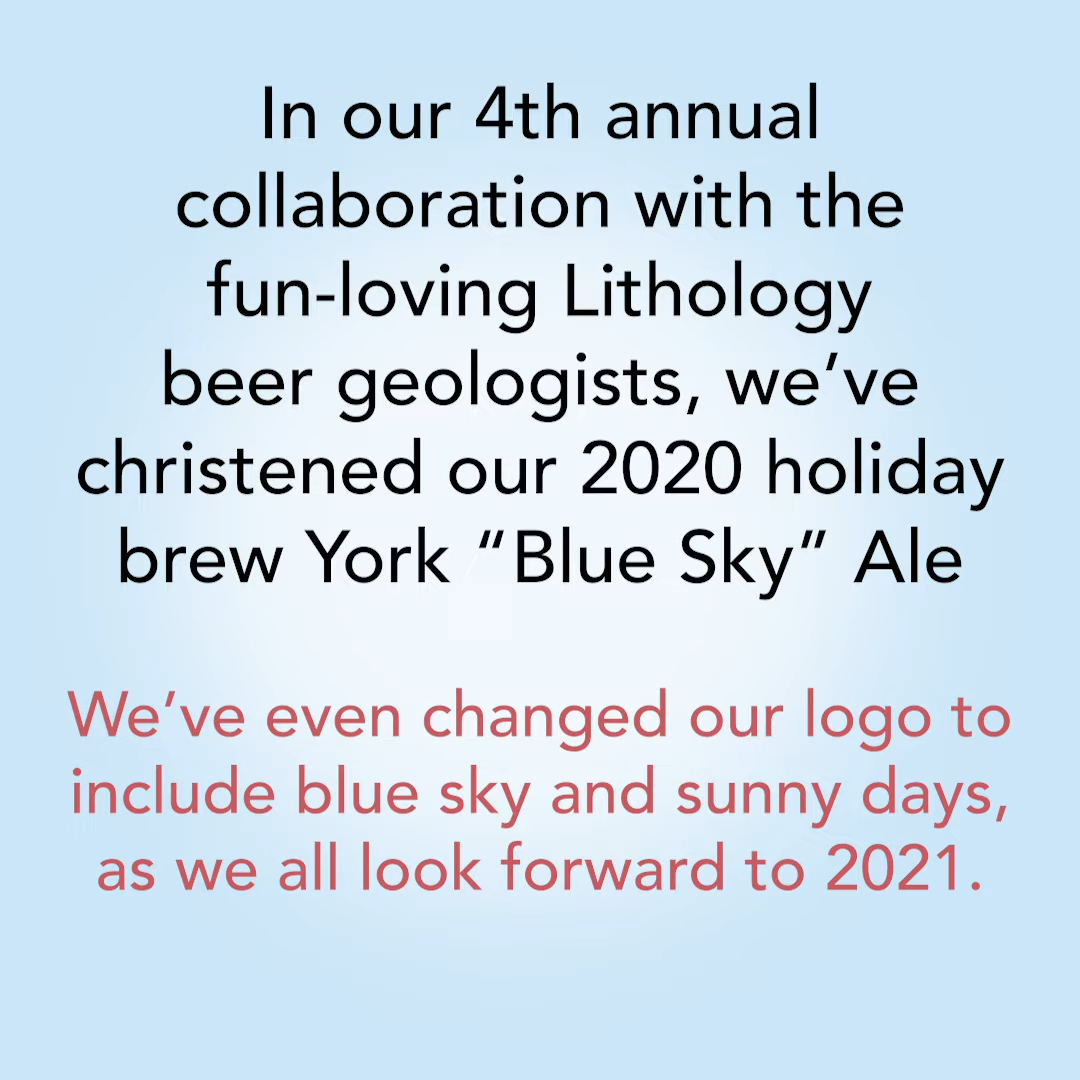 In our 4th annual
collaboration with the
fun-loving Lithology
beer geologists, we’ve
christened our 2020 holiday
brew York “Blue Sky” Ale
We’ve even changed our logo to
include blue sky and sunny days,
as we all look forward to 2021.